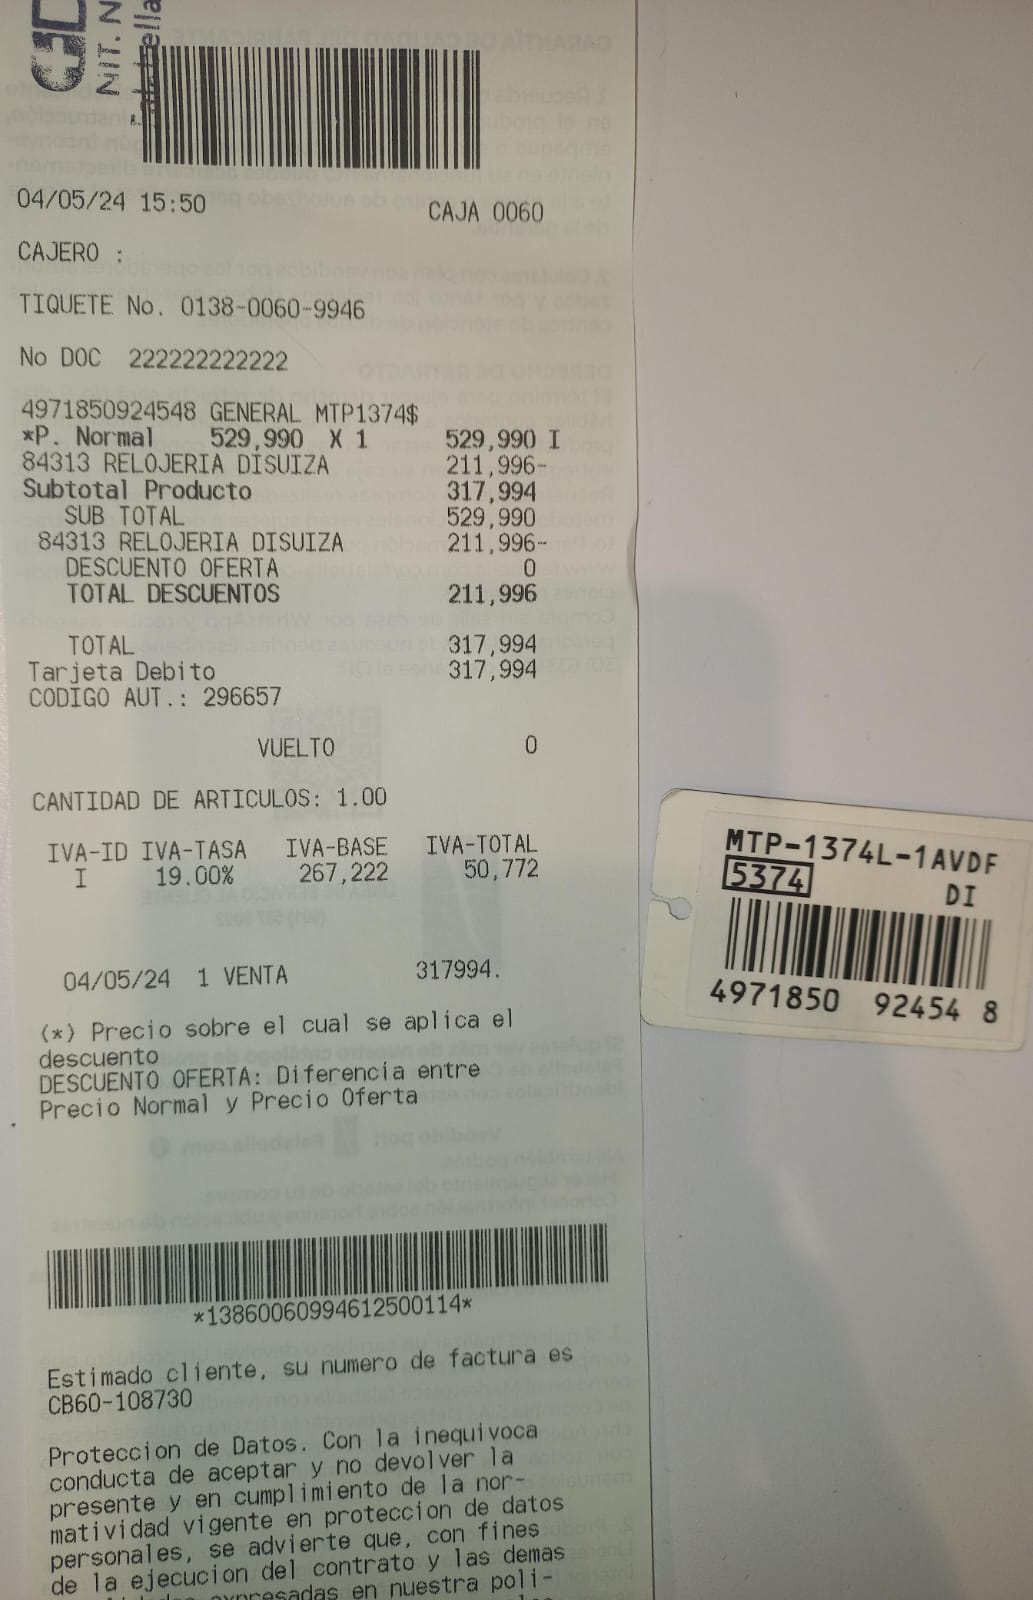 NIT. N
04/05/24 15:50 CAJA 0060
CAJERO :
TIQUETE No. 0138-0060-9946
No DOC 222222222222
4971850924548 GENERAL MTP1374$
*P. Normal 529,990 X 1 529,990 I
84313 RELOJERIA DISUIZA 211,996-
Subtotal Producto 317,994
SUB TOTAL 529,990
84313 RELOJERIA DISUIZA 211,996-
DESCUENTO OFERTA 0
TOTAL DESCUENTOS 211,996
TOTAL 317,994
Tarjeta Debito 317,994
CODIGO AUT.: 296657
VUELTO 0
CANTIDAD DE ARTICULOS: 1.00
IVA-ID IVA-TASA IVA-BASE IVA-TOTAL
I 19.00% 267,222 50,772
04/05/24 1 VENTA 317994.
(*) Precio sobre el cual se aplica el
descuento
DESCUENTO OFERTA: Diferencia entre
Precio Normal y Precio Oferta
*13860060994612500114*
Estimado cliente, su numero de factura es
CB60-108730
Proteccion de Datos. Con la inequivoca
conducta de aceptar y no devolver la
presente y en cumplimiento de la nor-
matividad vigente en proteccion de datos
personales, se advierte que, con fines
de la ejecucion del contrato y las demas
expresadas en nuestra poli-
MTP-1374L-1AVDF
5374 DI
4971850 92454 8